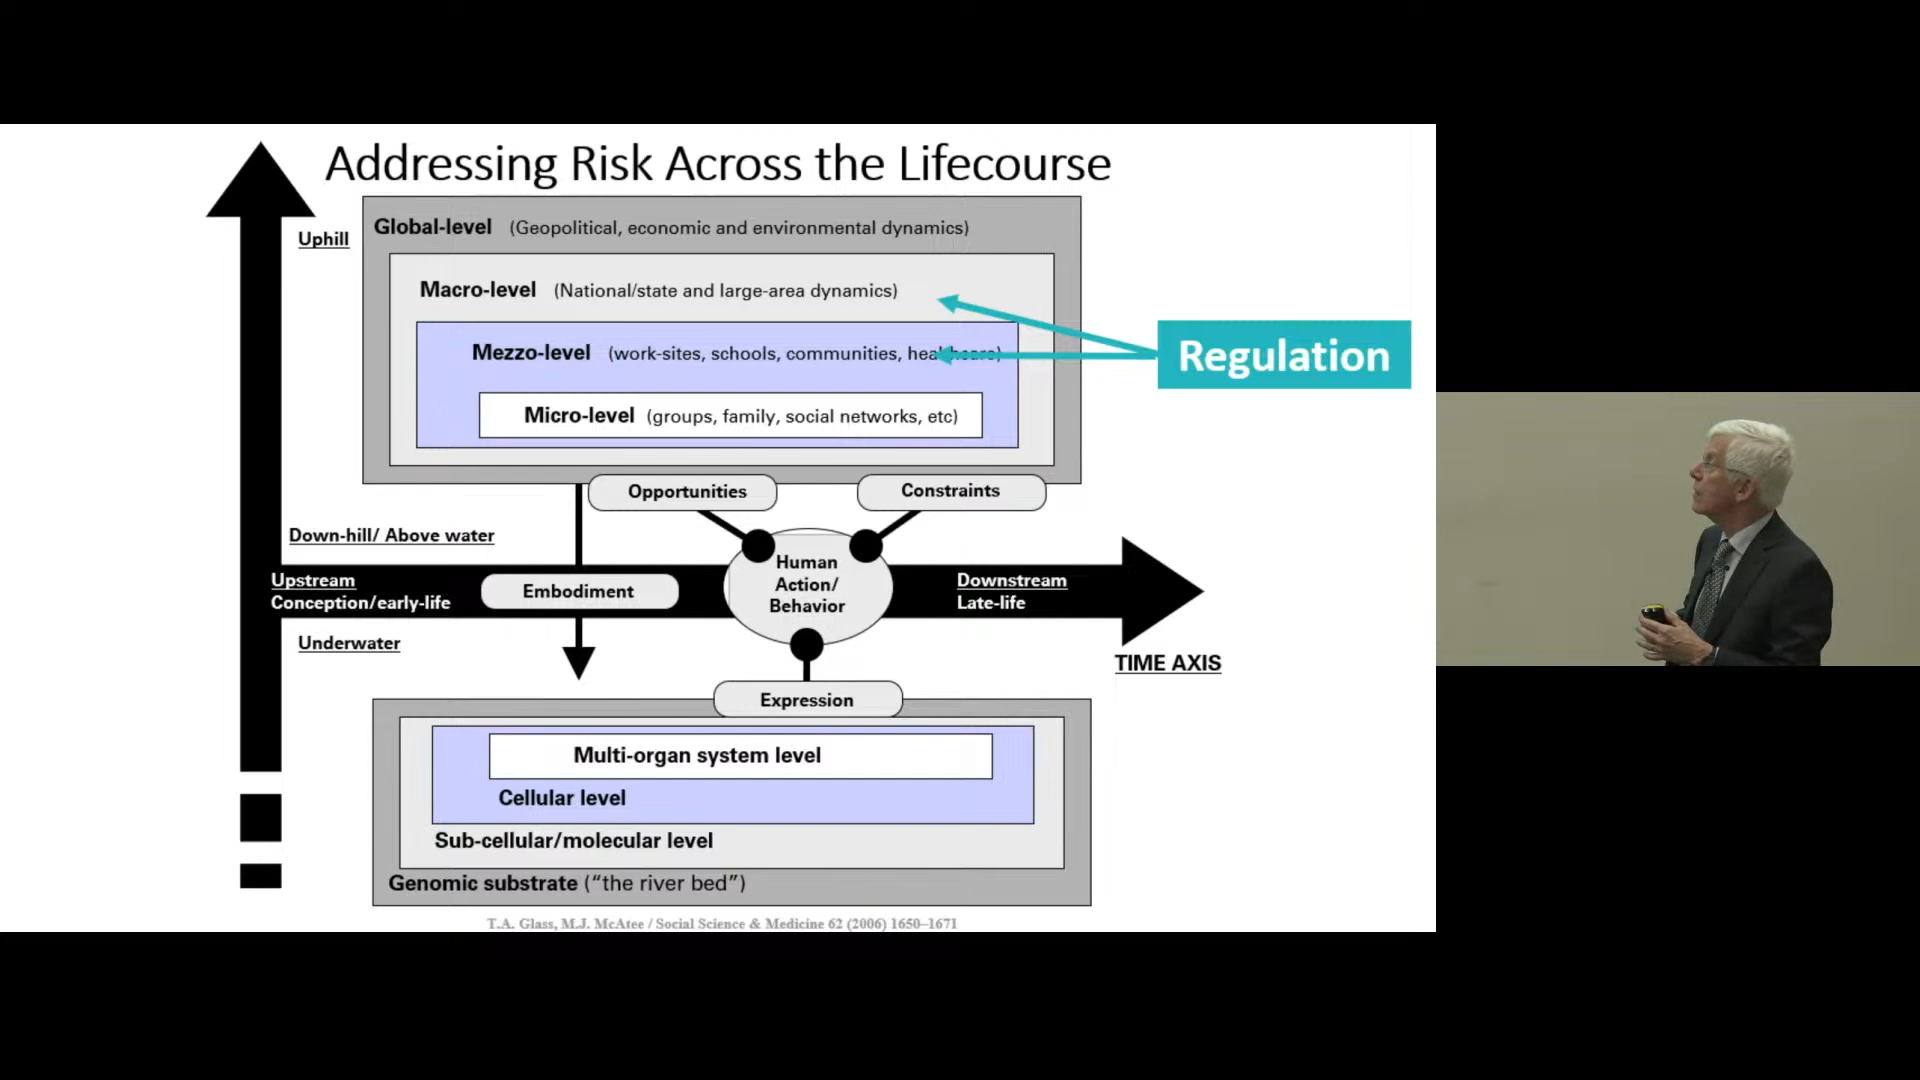 Addressing Risk Across the Lifecourse
Uphill
Global-level (Geopolitical, economic and environmental dynamics)
Macro-level (National/state and large-area dynamics)
Mezzo-level (work-sites, schools, communities, healthcare)
Regulation
Micro-level (groups, family, social networks, etc)
Opportunities
Constraints
Down-hill/ Above water
Human
Action/
Behavior
Upstream
Conception/early-life
Embodiment
Downstream
Late-life
Underwater
TIME AXIS
Expression
Multi-organ system level
Cellular level
Sub-cellular/molecular level
Genomic substrate (“the river bed”)
T.A. Glass, M.J. McAtee / Social Science & Medicine 62 (2006) 1650–1671